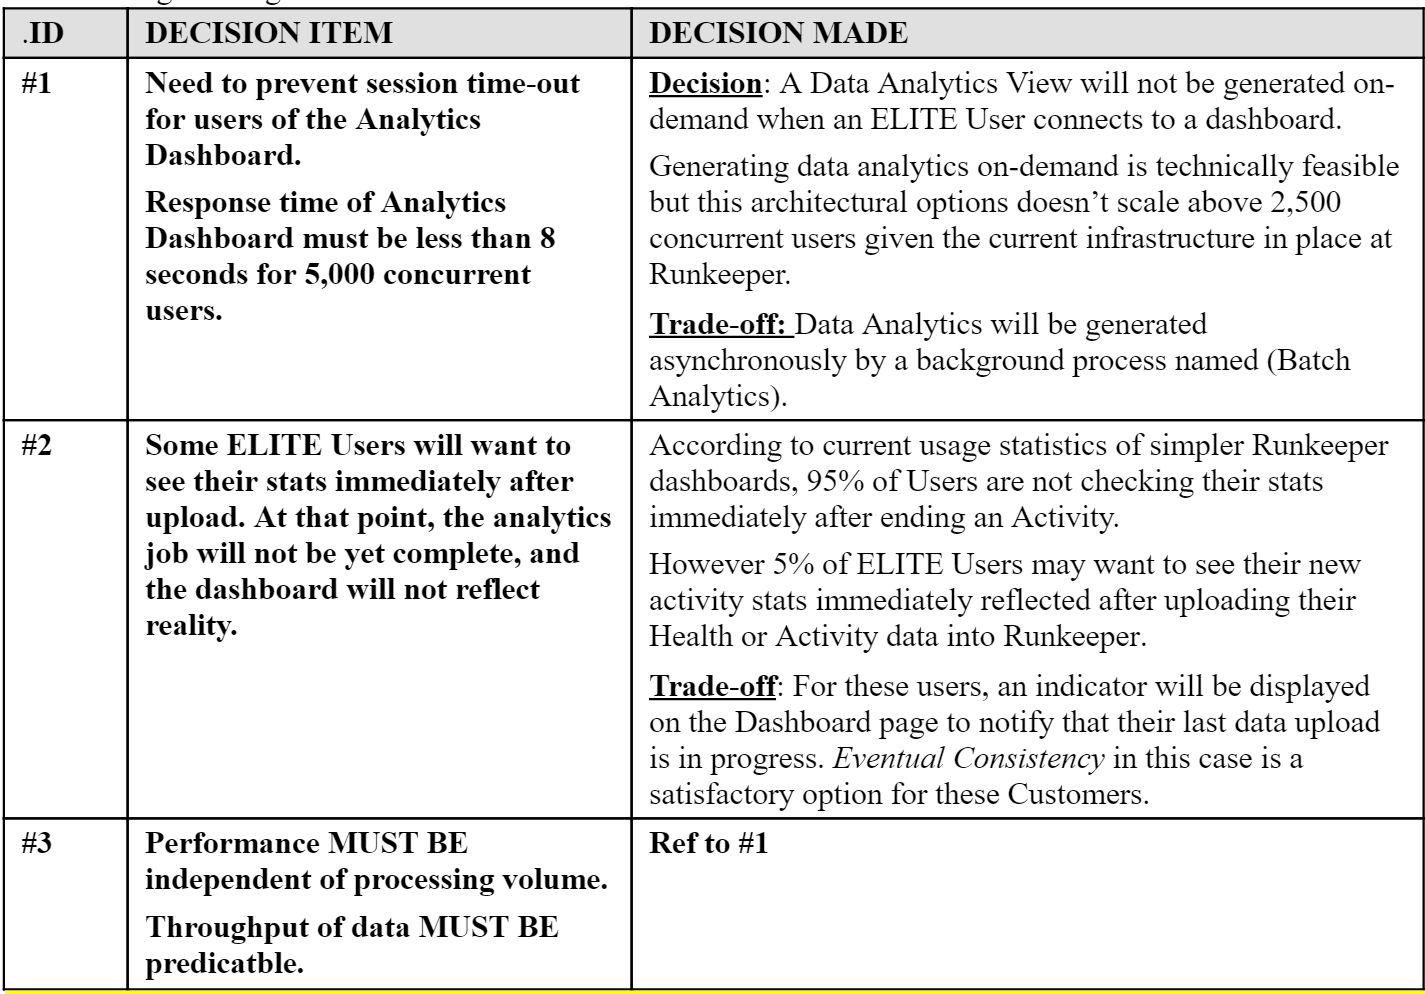 .ID
DECISION ITEM
DECISION MADE
#1
Need to prevent session time-out
for users of the Analytics
Dashboard.
Response time of Analytics
Dashboard must be less than 8
seconds for 5,000 concurrent
users.
Decision: A Data Analytics View will not be generated on-
demand when an ELITE User connects to a dashboard.
Generating data analytics on-demand is technically feasible
but this architectural options doesn’t scale above 2,500
concurrent users given the current infrastructure in place at
Runkeeper.
Trade-off: Data Analytics will be generated
asynchronously by a background process named (Batch
Analytics).
#2
Some ELITE Users will want to
see their stats immediately after
upload. At that point, the analytics
job will not be yet complete, and
the dashboard will not reflect
reality.
According to current usage statistics of simpler Runkeeper
dashboards, 95% of Users are not checking their stats
immediately after ending an Activity.
However 5% of ELITE Users may want to see their new
activity stats immediately reflected after uploading their
Health or Activity data into Runkeeper.
Trade-off: For these users, an indicator will be displayed
on the Dashboard page to notify that their last data upload
is in progress. Eventual Consistency in this case is a
satisfactory option for these Customers.
#3
Performance MUST BE
independent of processing volume.
Throughput of data MUST BE
predicatble.
Ref to #1